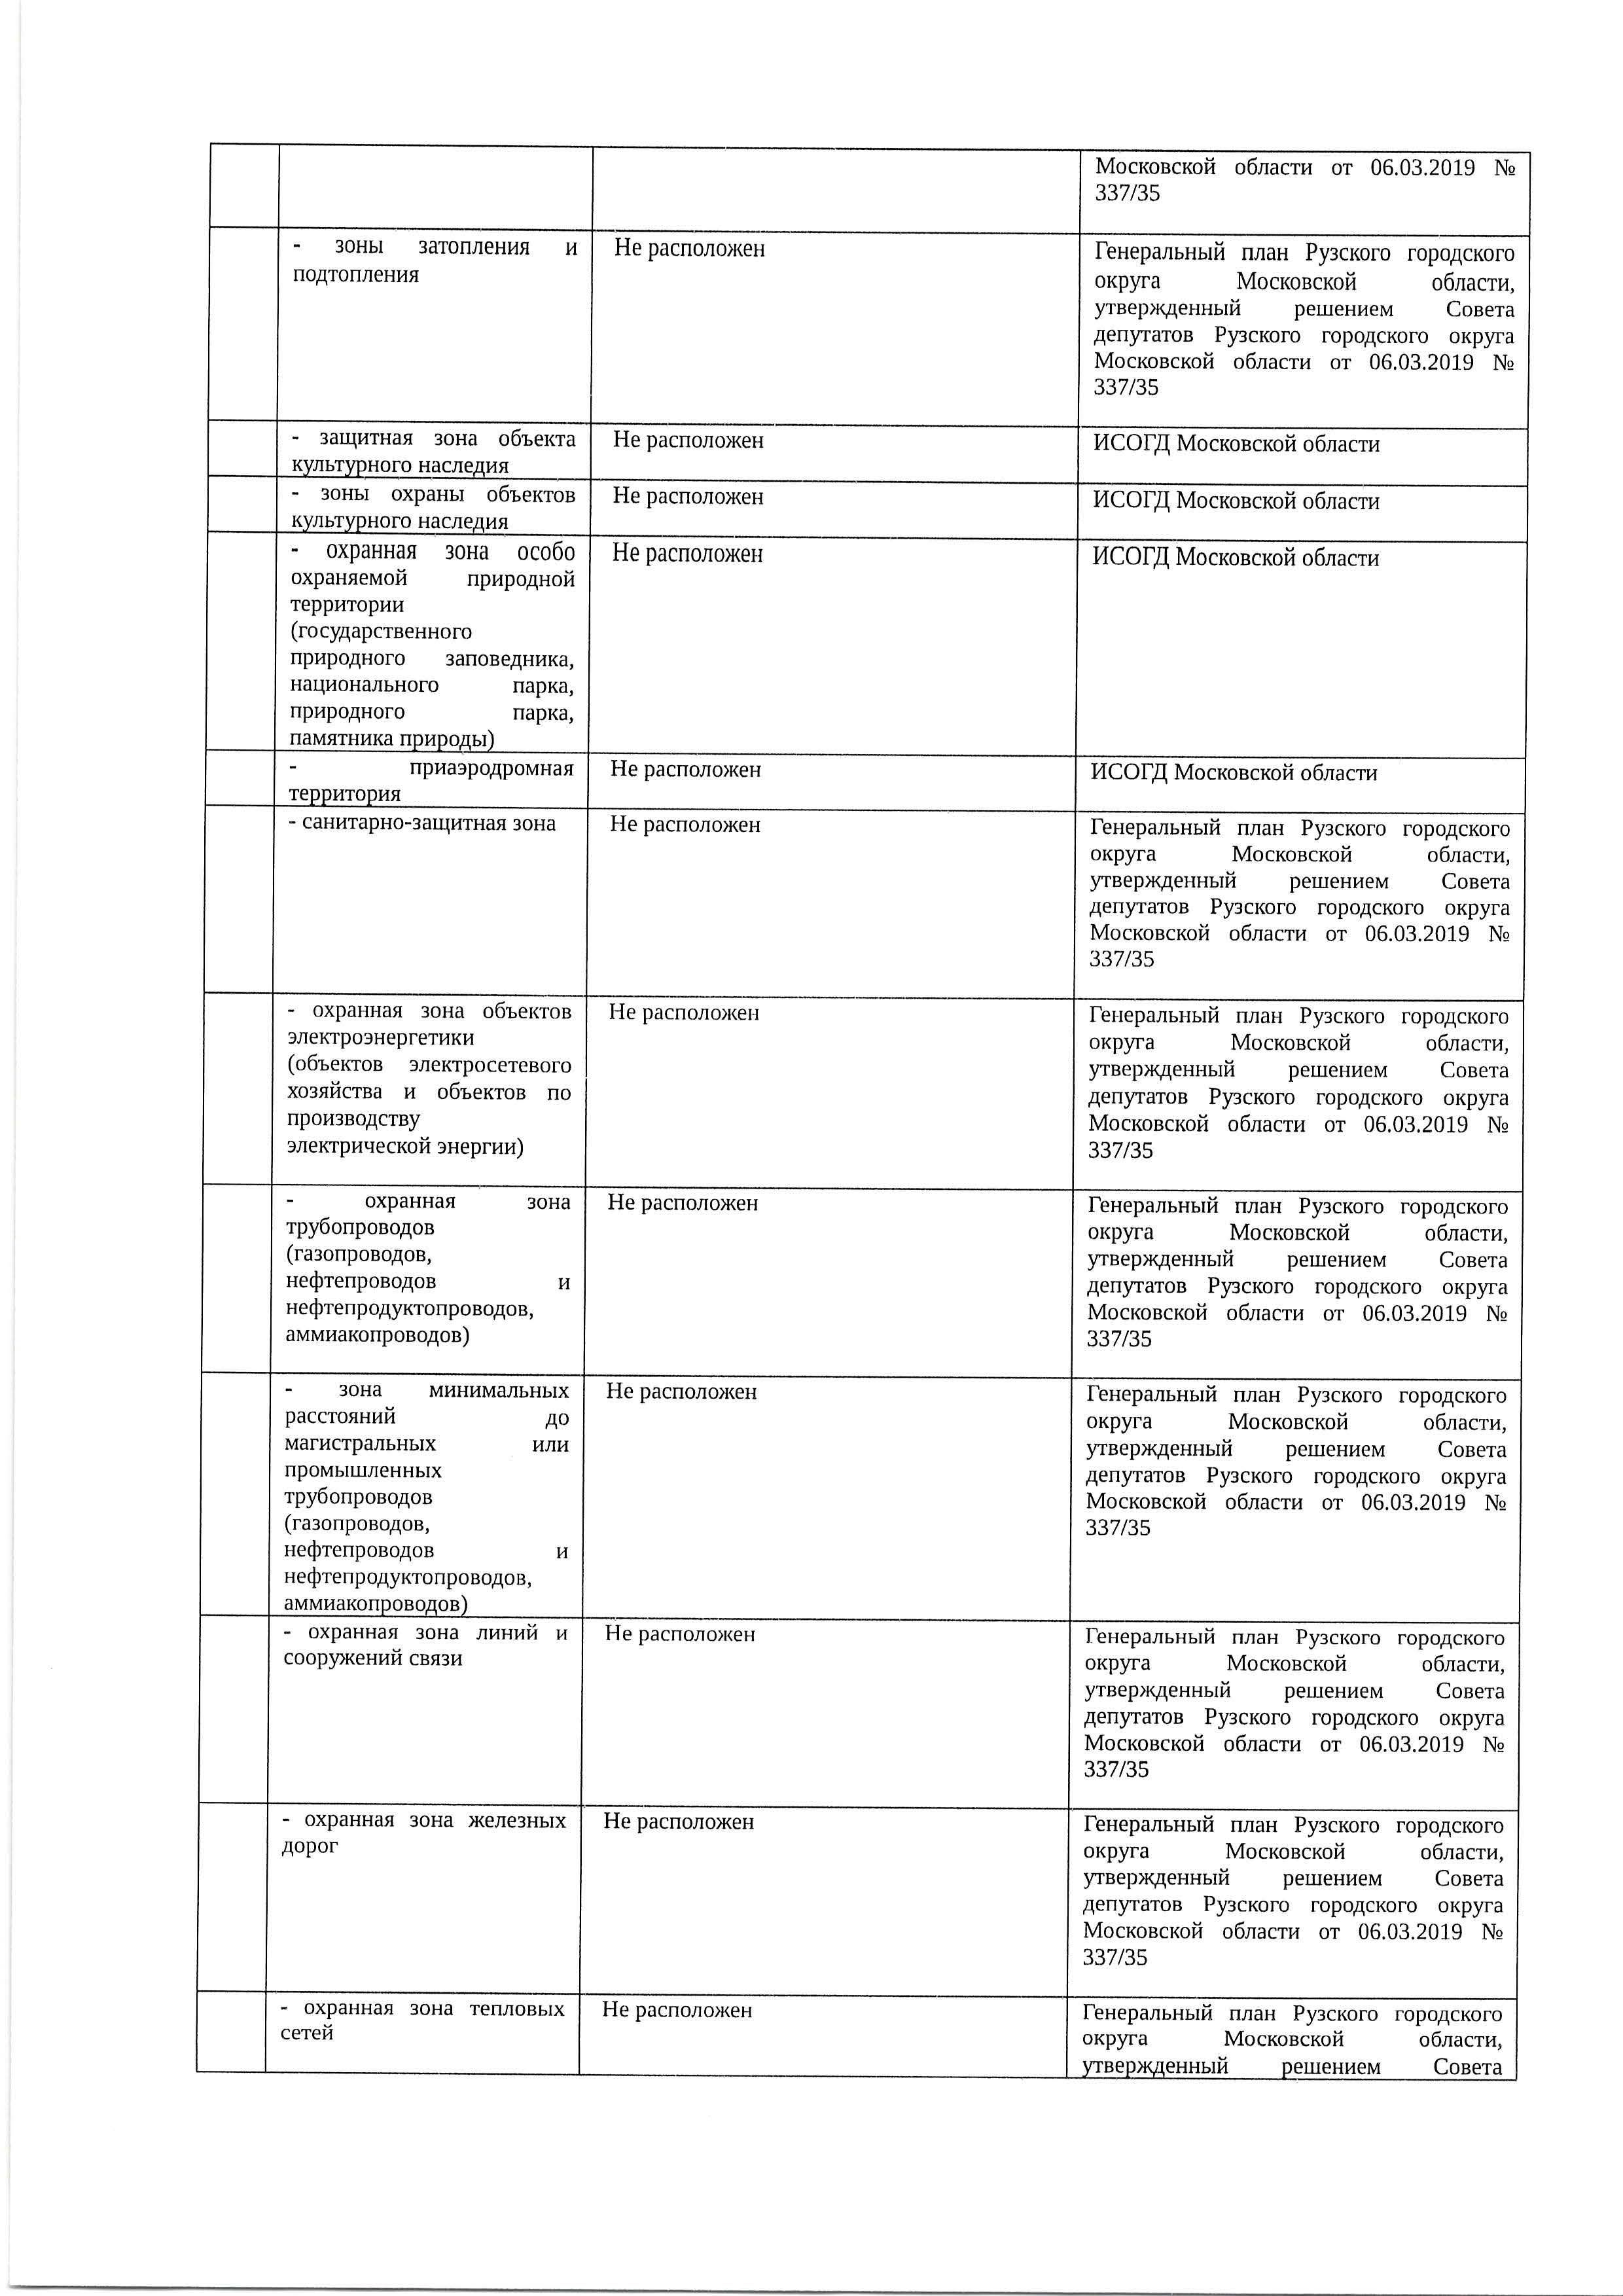 Московской области от 06.03.2019 №
337/35
- зоны затопления и
подтопления
Не расположен
Генеральный план Рузского городского
округа Московской области,
утвержденный решением Совета
депутатов Рузского городского округа
Московской области от 06.03.2019 №
337/35
- защитная зона объекта
культурного наследия
Не расположен
ИСОГД Московской области
- зоны охраны объектов
культурного наследия
Не расположен
ИСОГД Московской области
- охранная зона особо
охраняемой природной
территории
(государственного
природного заповедника,
национального парка,
природного парка,
памятника природы)
Не расположен
ИСОГД Московской области
- приаэродромная
территория
Не расположен
ИСОГД Московской области
- санитарно-защитная зона
Не расположен
Генеральный план Рузского городского
округа Московской области,
утвержденный решением Совета
депутатов Рузского городского округа
Московской области от 06.03.2019 №
337/35
- охранная зона объектов
электроэнергетики
(объектов электросетевого
хозяйства и объектов по
производству
электрической энергии)
Не расположен
Генеральный план Рузского городского
округа Московской области,
утвержденный решением Совета
депутатов Рузского городского округа
Московской области от 06.03.2019 №
337/35
- охранная зона
трубопроводов
(газопроводов,
нефтепроводов и
нефтепродуктопроводов,
аммиакопроводов)
Не расположен
Генеральный план Рузского городского
округа Московской области,
утвержденный решением Совета
депутатов Рузского городского округа
Московской области от 06.03.2019 №
337/35
- зона минимальных
расстояний до
магистральных или
промышленных
трубопроводов
(газопроводов,
нефтепроводов и
нефтепродуктопроводов,
аммиакопроводов)
Не расположен
Генеральный план Рузского городского
округа Московской области,
утвержденный решением Совета
депутатов Рузского городского округа
Московской области от 06.03.2019 №
337/35
- охранная зона линий и
сооружений связи
Не расположен
Генеральный план Рузского городского
округа Московской области,
утвержденный решением Совета
депутатов Рузского городского округа
Московской области от 06.03.2019 №
337/35
- охранная зона железных
дорог
Не расположен
Генеральный план Рузского городского
округа Московской области,
утвержденный решением Совета
депутатов Рузского городского округа
Московской области от 06.03.2019 №
337/35
- охранная зона тепловых
сетей
Не расположен
Генеральный план Рузского городского
округа Московской области,
утвержденный решением Совета